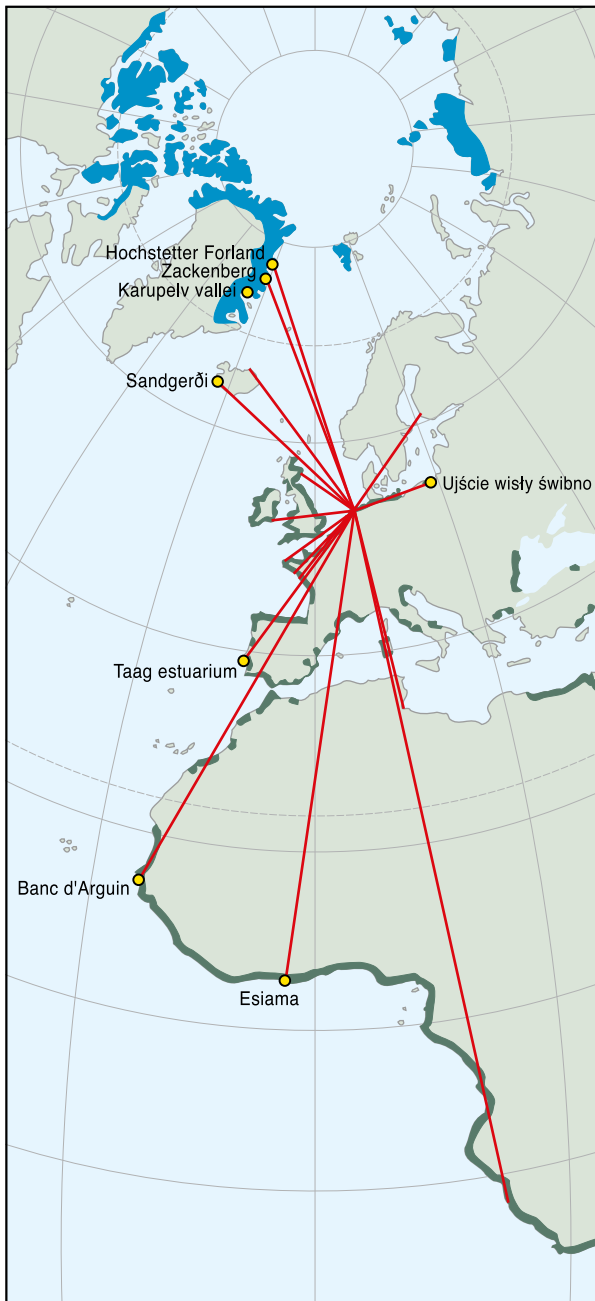 Hochstetter Forland
Zackenberg
Karupelv vallei
Sandgerði
Ujście wisły świbno
Taag estuarium
Banc d'Arguin
Esiama